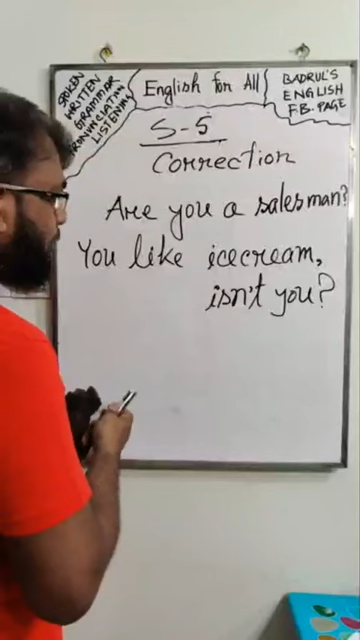 SPOKEN
WRITTEN
GRAMMAR
PRONUNCIATION
LISTENING
English for All
BADRUL'S
ENGLISH
F.B. PAGE
S-5
Correction
Are you a salesman?
You like icecream,
isn't you?